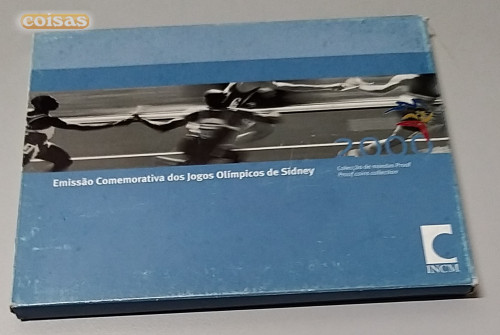 coisas
2000
Colecção de moedas Proof
Proof coins collection
Emissão Comemorativa dos Jogos Olímpicos de Sidney
INCM